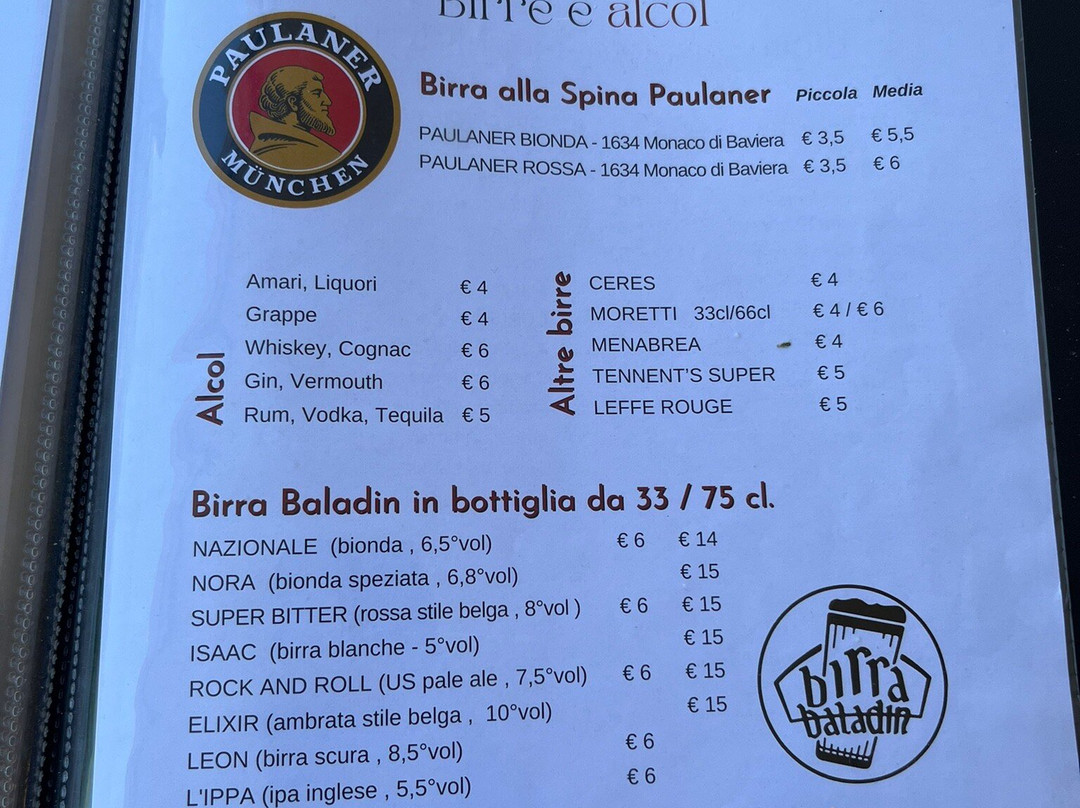 Birre e alcol
PAULANER
MÜNCHEN
Birra alla Spina Paulaner Piccola Media
PAULANER BIONDA - 1634 Monaco di Baviera € 3,5 € 5,5
PAULANER ROSSA - 1634 Monaco di Baviera € 3,5 € 6
Alcol
Amari, Liquori € 4
Grappe € 4
Whiskey, Cognac € 6
Gin, Vermouth € 6
Rum, Vodka, Tequila € 5
Altre birre
CERES € 4
MORETTI 33cl/66cl € 4 / € 6
MENABREA € 4
TENNENT'S SUPER € 5
LEFFE ROUGE € 5
Birra Baladin in bottiglia da 33 / 75 cl.
NAZIONALE (bionda , 6,5°vol) € 6 € 14
NORA (bionda speziata , 6,8°vol) € 15
SUPER BITTER (rossa stile belga , 8°vol ) € 6 € 15
ISAAC (birra blanche - 5°vol) € 15
ROCK AND ROLL (US pale ale , 7,5°vol) € 6 € 15
ELIXIR (ambrata stile belga , 10°vol) € 15
LEON (birra scura , 8,5°vol) € 6
L'IPPA (ipa inglese , 5,5°vol) € 6
birra
baladin